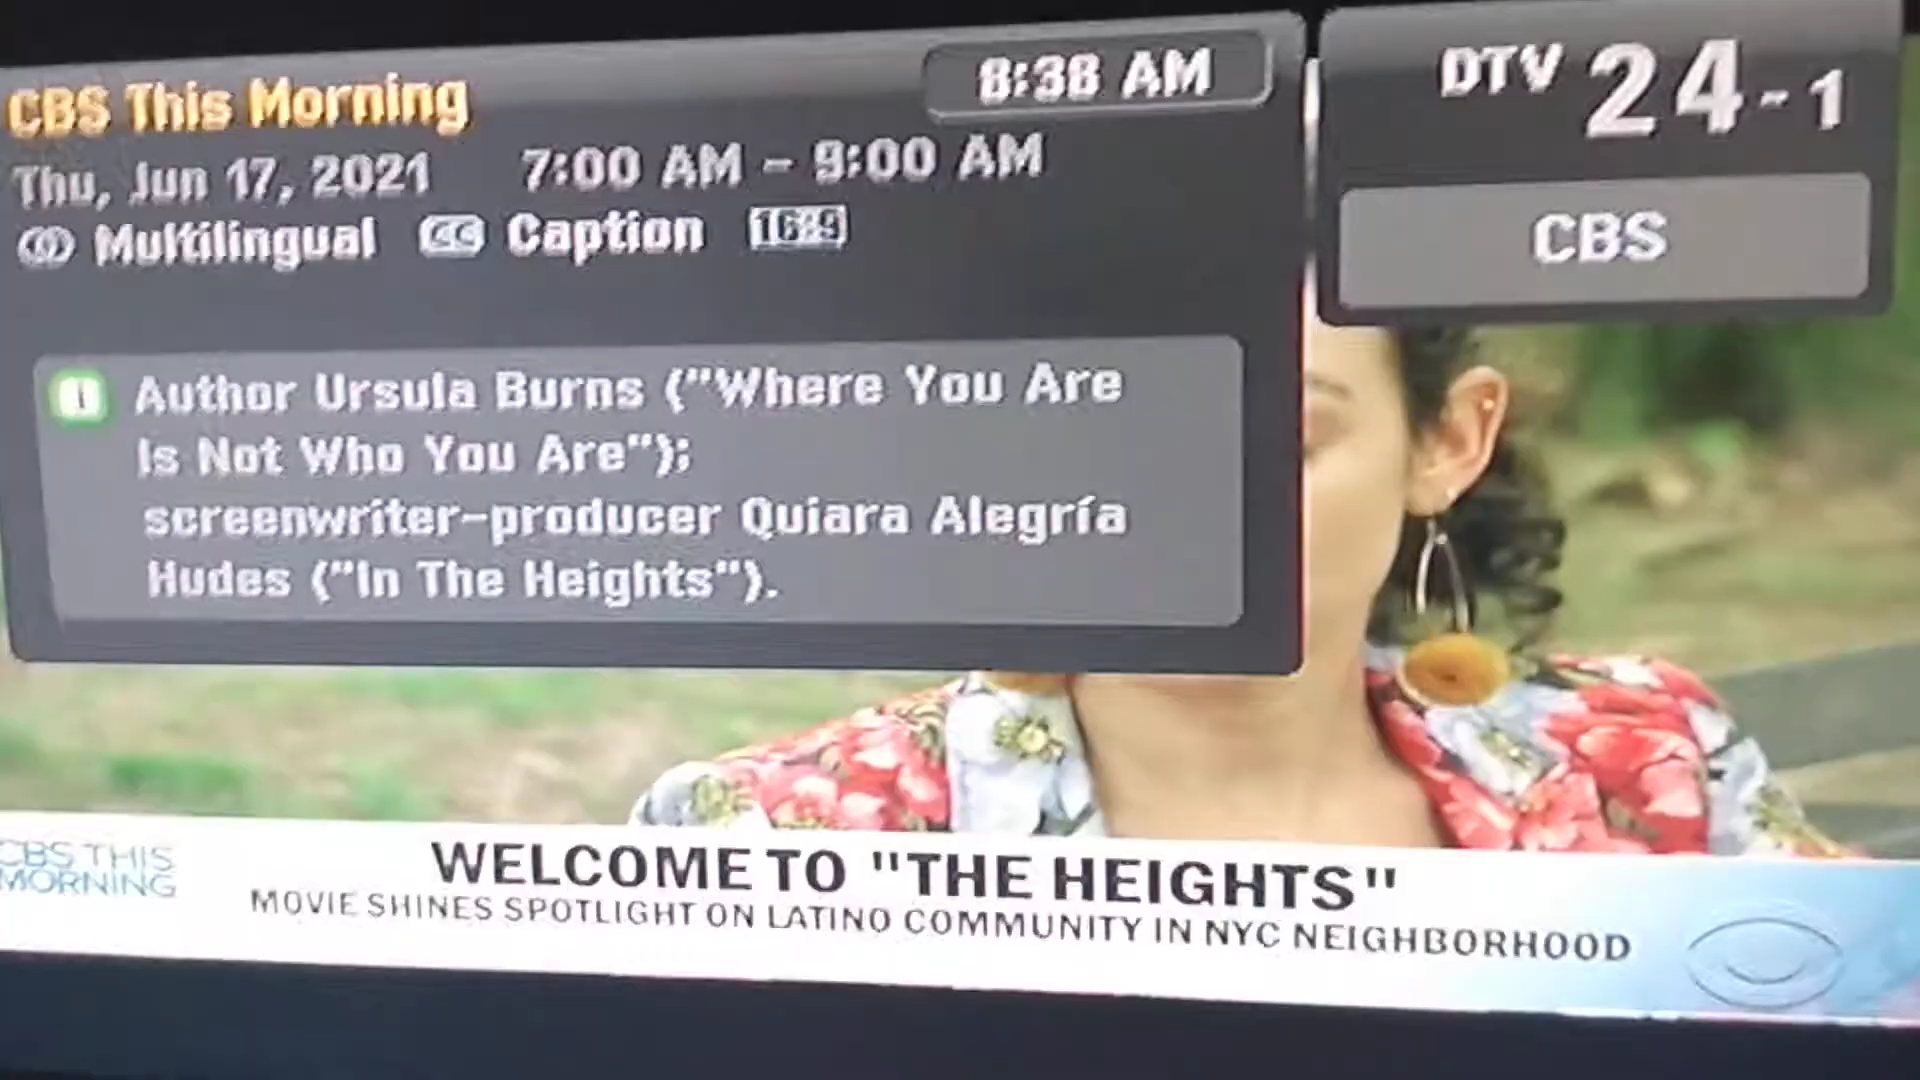 CBS This Morning
8:38 AM
DTV 24-1
Thu, Jun 17, 2021 7:00 AM - 9:00 AM
Multilingual CC Caption 16:9
CBS
i Author Ursula Burns ("Where You Are
Is Not Who You Are");
screenwriter-producer Quiara Alegría
Hudes ("In The Heights").
CBS THIS
MORNING
WELCOME TO "THE HEIGHTS"
MOVIE SHINES SPOTLIGHT ON LATINO COMMUNITY IN NYC NEIGHBORHOOD